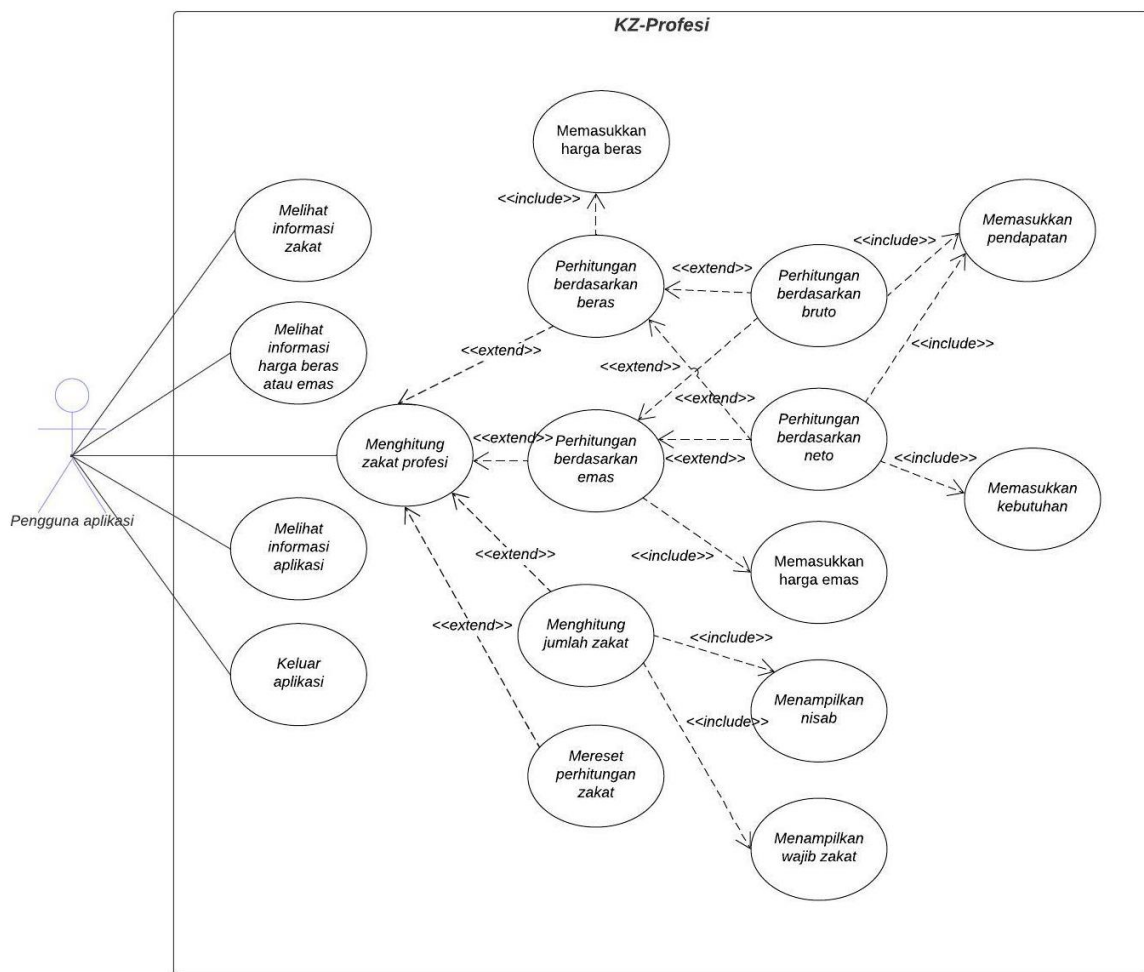 KZ-Profesi
Memasukkan
harga beras
<<include>>
Melihat
informasi
zakat
Memasukkan
pendapatan
<<include>>
Perhitungan
berdasarkan
beras
<<extend>>
Perhitungan
berdasarkan
bruto
Melihat
informasi
harga beras
atau emas
<<extend>>
<<include>>
<<extend>>
<<extend>>
Menghitung
zakat profesi
<<extend>>
Perhitungan
berdasarkan
emas
<<extend>>
Perhitungan
berdasarkan
neto
<<include>>
Memasukkan
kebutuhan
Pengguna aplikasi
Melihat
informasi
aplikasi
<<extend>>
<<include>>
Memasukkan
harga emas
<<extend>>
Menghitung
jumlah zakat
<<include>>
Keluar
aplikasi
Menampilkan
nisab
<<include>>
Mereset
perhitungan
zakat
Menampilkan
wajib zakat